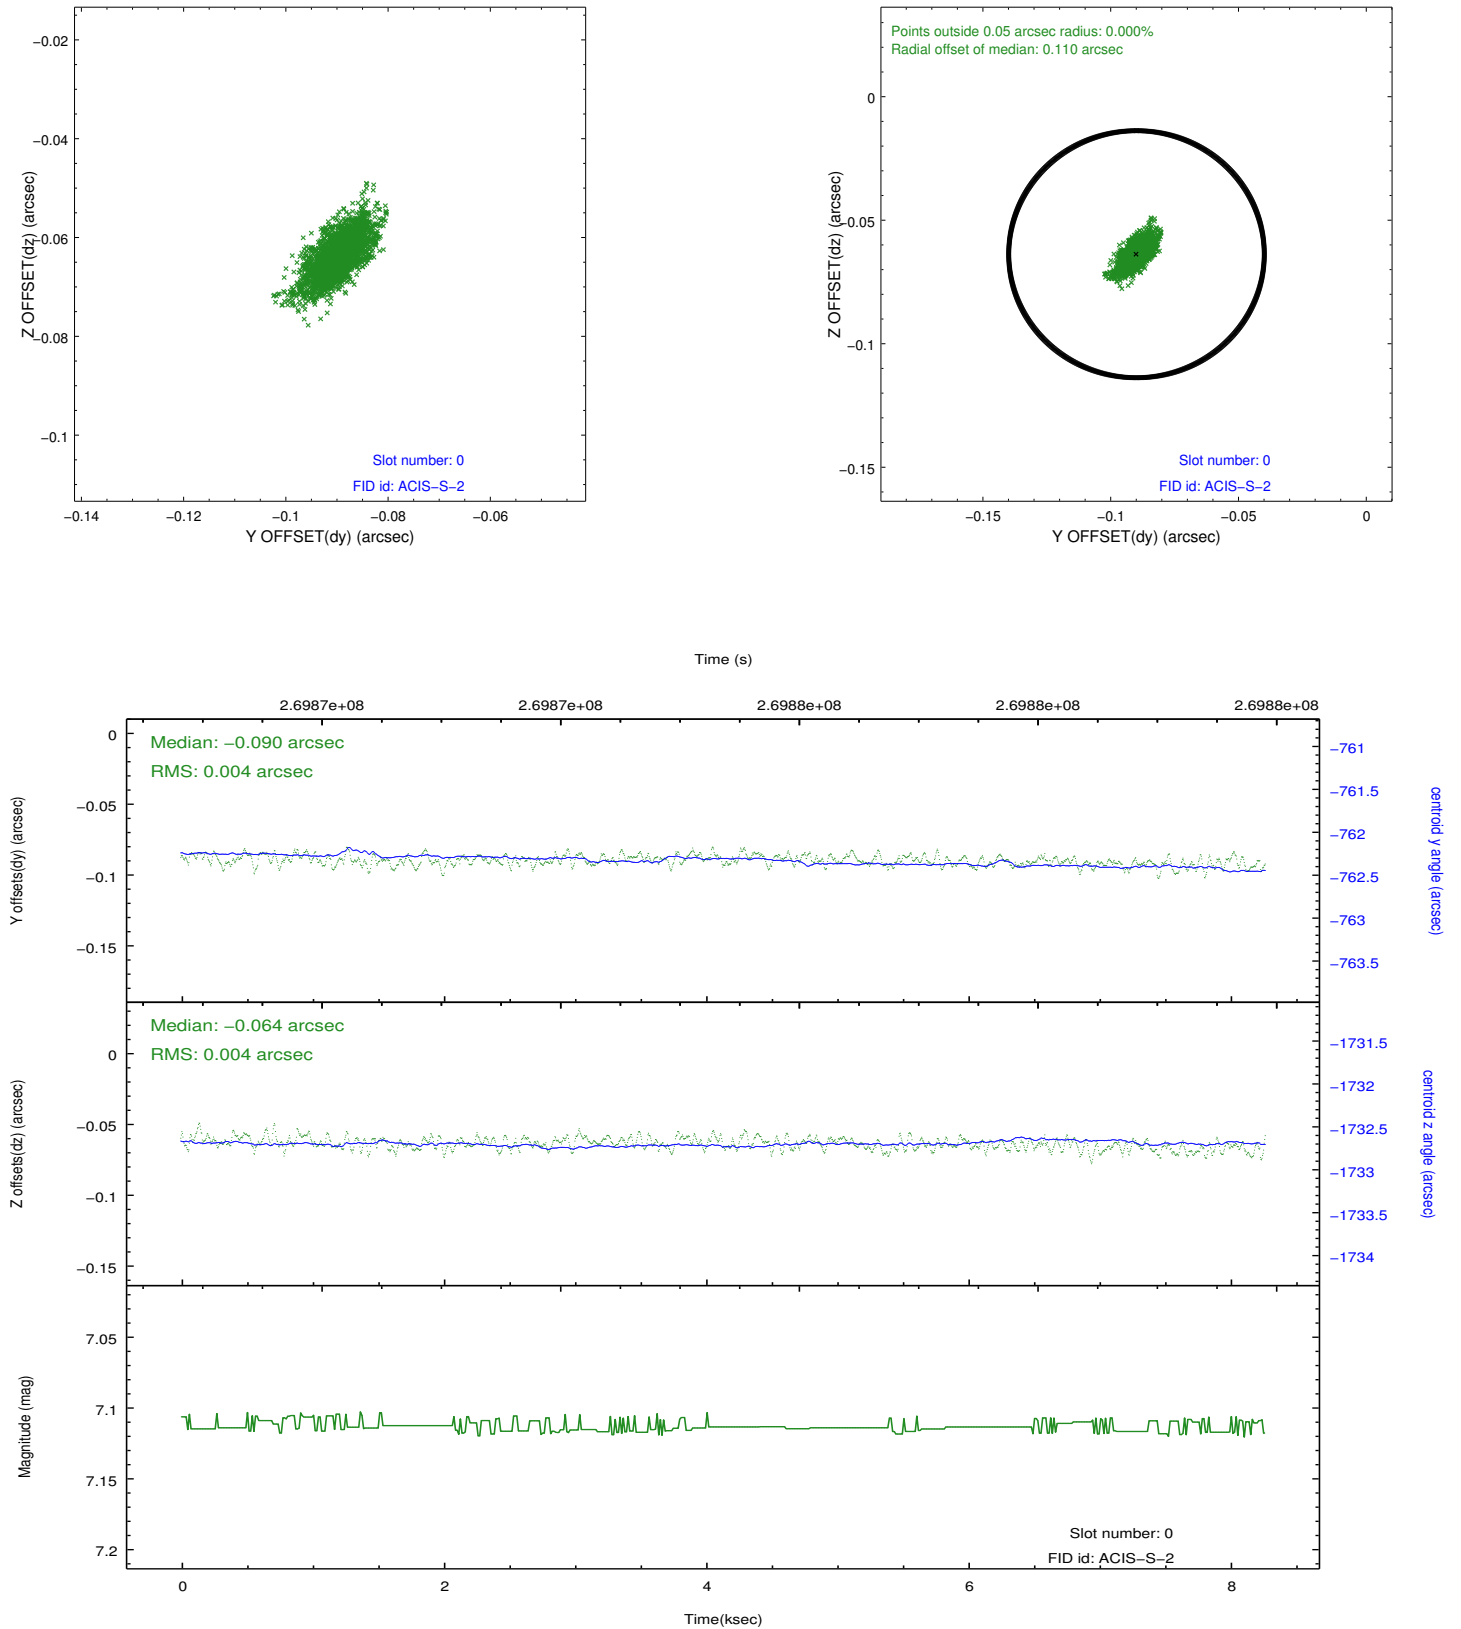 Points outside 0.05 arcsec radius: 0.000%
Radial offset of median: 0.110 arcsec
−0.02
−0.04
−0.06
−0.08
−0.1
Z OFFSET(dz) (arcsec)
Slot number: 0
FID id: ACIS−S−2
−0.14 −0.12 −0.1 −0.08 −0.06
Y OFFSET(dy) (arcsec)
0
−0.05
−0.1
−0.15
Z OFFSET(dz) (arcsec)
Slot number: 0
FID id: ACIS−S−2
−0.15 −0.1 −0.05 0
Y OFFSET(dy) (arcsec)
Time (s)
2.6987e+08 2.6987e+08 2.6988e+08 2.6988e+08 2.6988e+08
Median: −0.090 arcsec
RMS: 0.004 arcsec
0
−0.05
−0.1
−0.15
Y offsets(dy) (arcsec)
−761
−761.5
−762
−762.5
−763
−763.5
centroid y angle (arcsec)
Median: −0.064 arcsec
RMS: 0.004 arcsec
0
−0.05
−0.1
−0.15
Z offsets(dz) (arcsec)
−1731.5
−1732
−1732.5
−1733
−1733.5
−1734
centroid z angle (arcsec)
7.05
7.1
7.15
7.2
Magnitude (mag)
Slot number: 0
FID id: ACIS−S−2
0 2 4 6 8
Time(ksec)